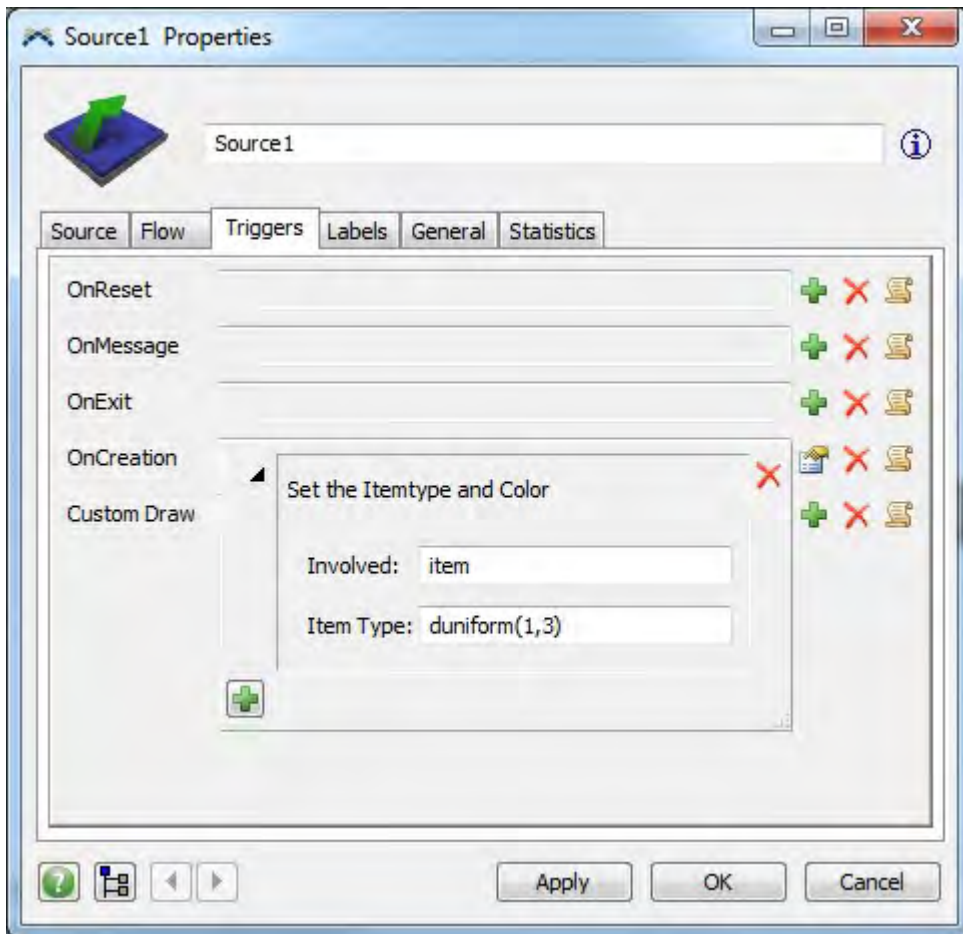 Source1 Properties
Source1
Source Flow Triggers Labels General Statistics
OnReset
OnMessage
OnExit
OnCreation
Set the Itemtype and Color
Custom Draw
Involved: item
Item Type: duniform(1,3)
Apply OK Cancel